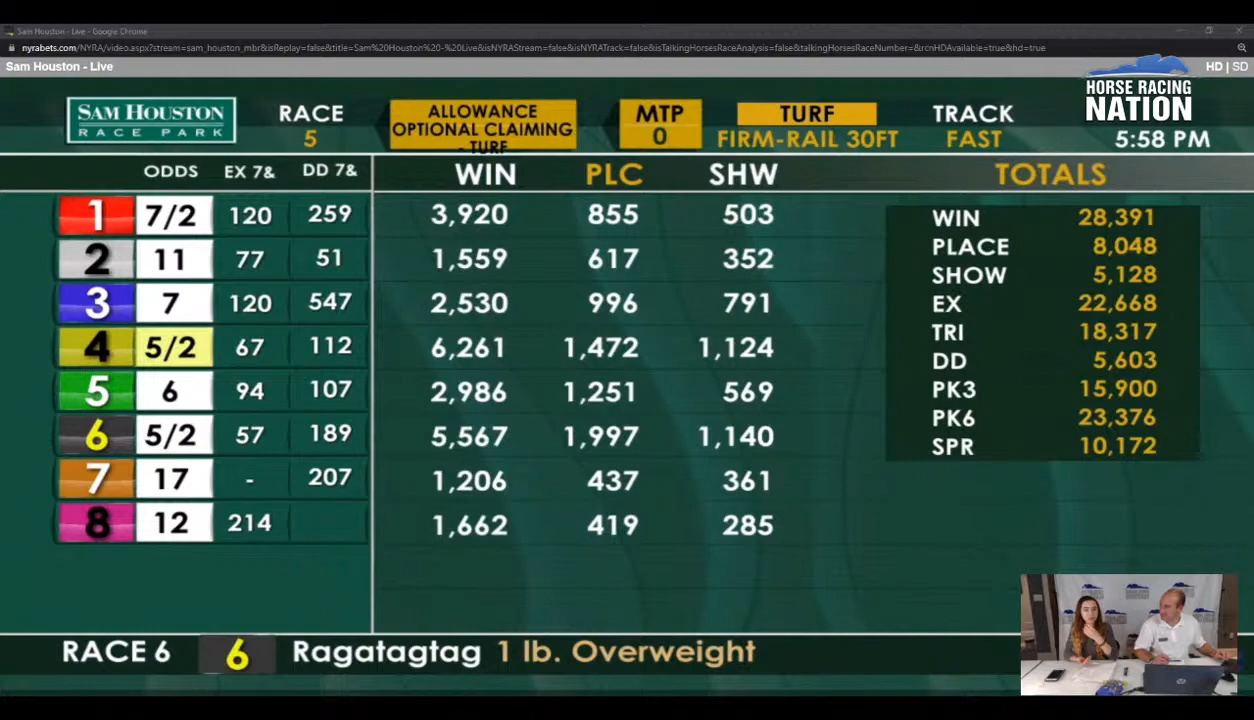 Sam Houston - Live - Google Chrome
nyrabets.com/NYRA/video.aspx?stream=sam_houston_mbr&isReplay=false&title=Sam%20Houston%20-%20Live&isNYRAStream=false&isNYRATrack=false&isTalkingHorsesRaceAnalysis=false&talkingHorsesRaceNumber=&ircnHDAvailable=true&hd=true
Sam Houston - Live
HD | SD
HORSE RACING
NATION
SAM HOUSTON
RACE PARK
RACE
5
ALLOWANCE
OPTIONAL CLAIMING
- TURF
MTP
0
TURF
FIRM-RAIL 30FT
TRACK
FAST
5:58 PM
ODDS EX 7& DD 7& WIN PLC SHW
1 7/2 120 259 3,920 855 503
2 11 77 51 1,559 617 352
3 7 120 547 2,530 996 791
4 5/2 67 112 6,261 1,472 1,124
5 6 94 107 2,986 1,251 569
6 5/2 57 189 5,567 1,997 1,140
7 17 - 207 1,206 437 361
8 12 214 1,662 419 285
TOTALS
WIN 28,391
PLACE 8,048
SHOW 5,128
EX 22,668
TRI 18,317
DD 5,603
PK3 15,900
PK6 23,376
SPR 10,172
RACE 6 6 Ragatagtag 1 lb. Overweight